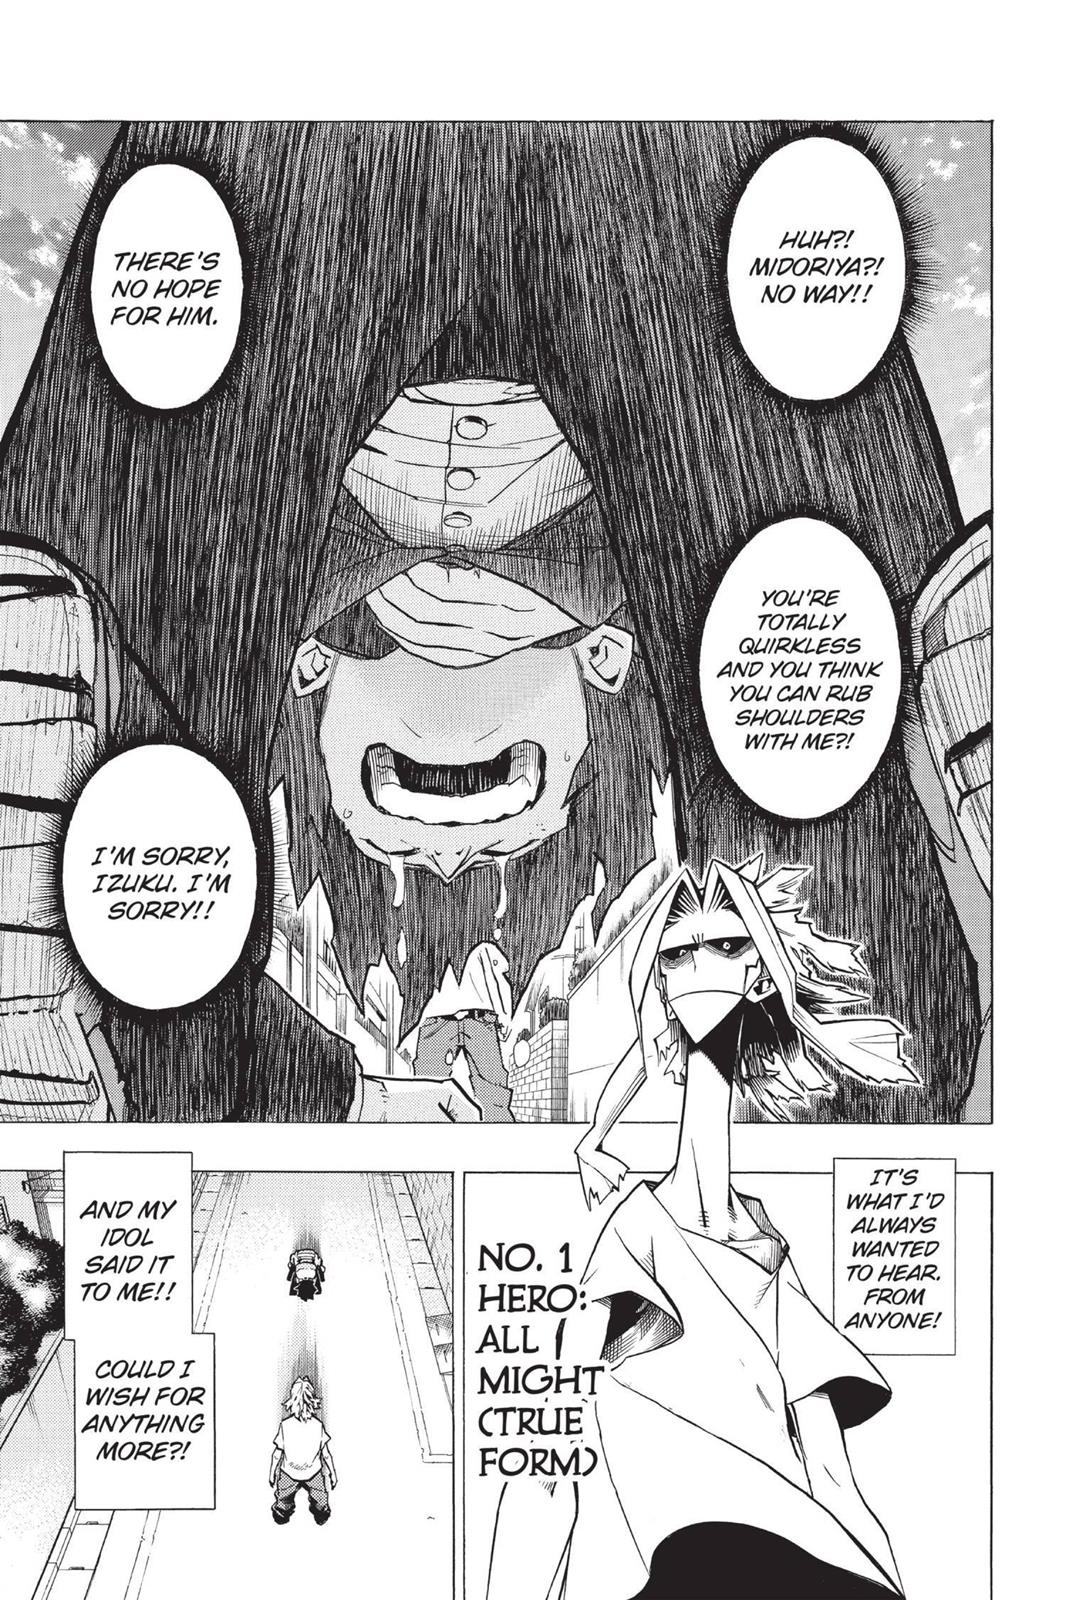 HUH?!
MIDORIYA?!
NO WAY!!
THERE'S
NO HOPE
FOR HIM.
YOU'RE
TOTALLY
QUIRKLESS
AND YOU THINK
YOU CAN RUB
SHOULDERS
WITH ME?!
I'M SORRY,
IZUKU. I'M
SORRY!!
IT'S
WHAT I'D
ALWAYS
WANTED
TO HEAR.
FROM
ANYONE!
NO. 1
HERO:
ALL
MIGHT
(TRUE
FORM)
AND MY
IDOL
SAID IT
TO ME!!
COULD I
WISH FOR
ANYTHING
MORE?!